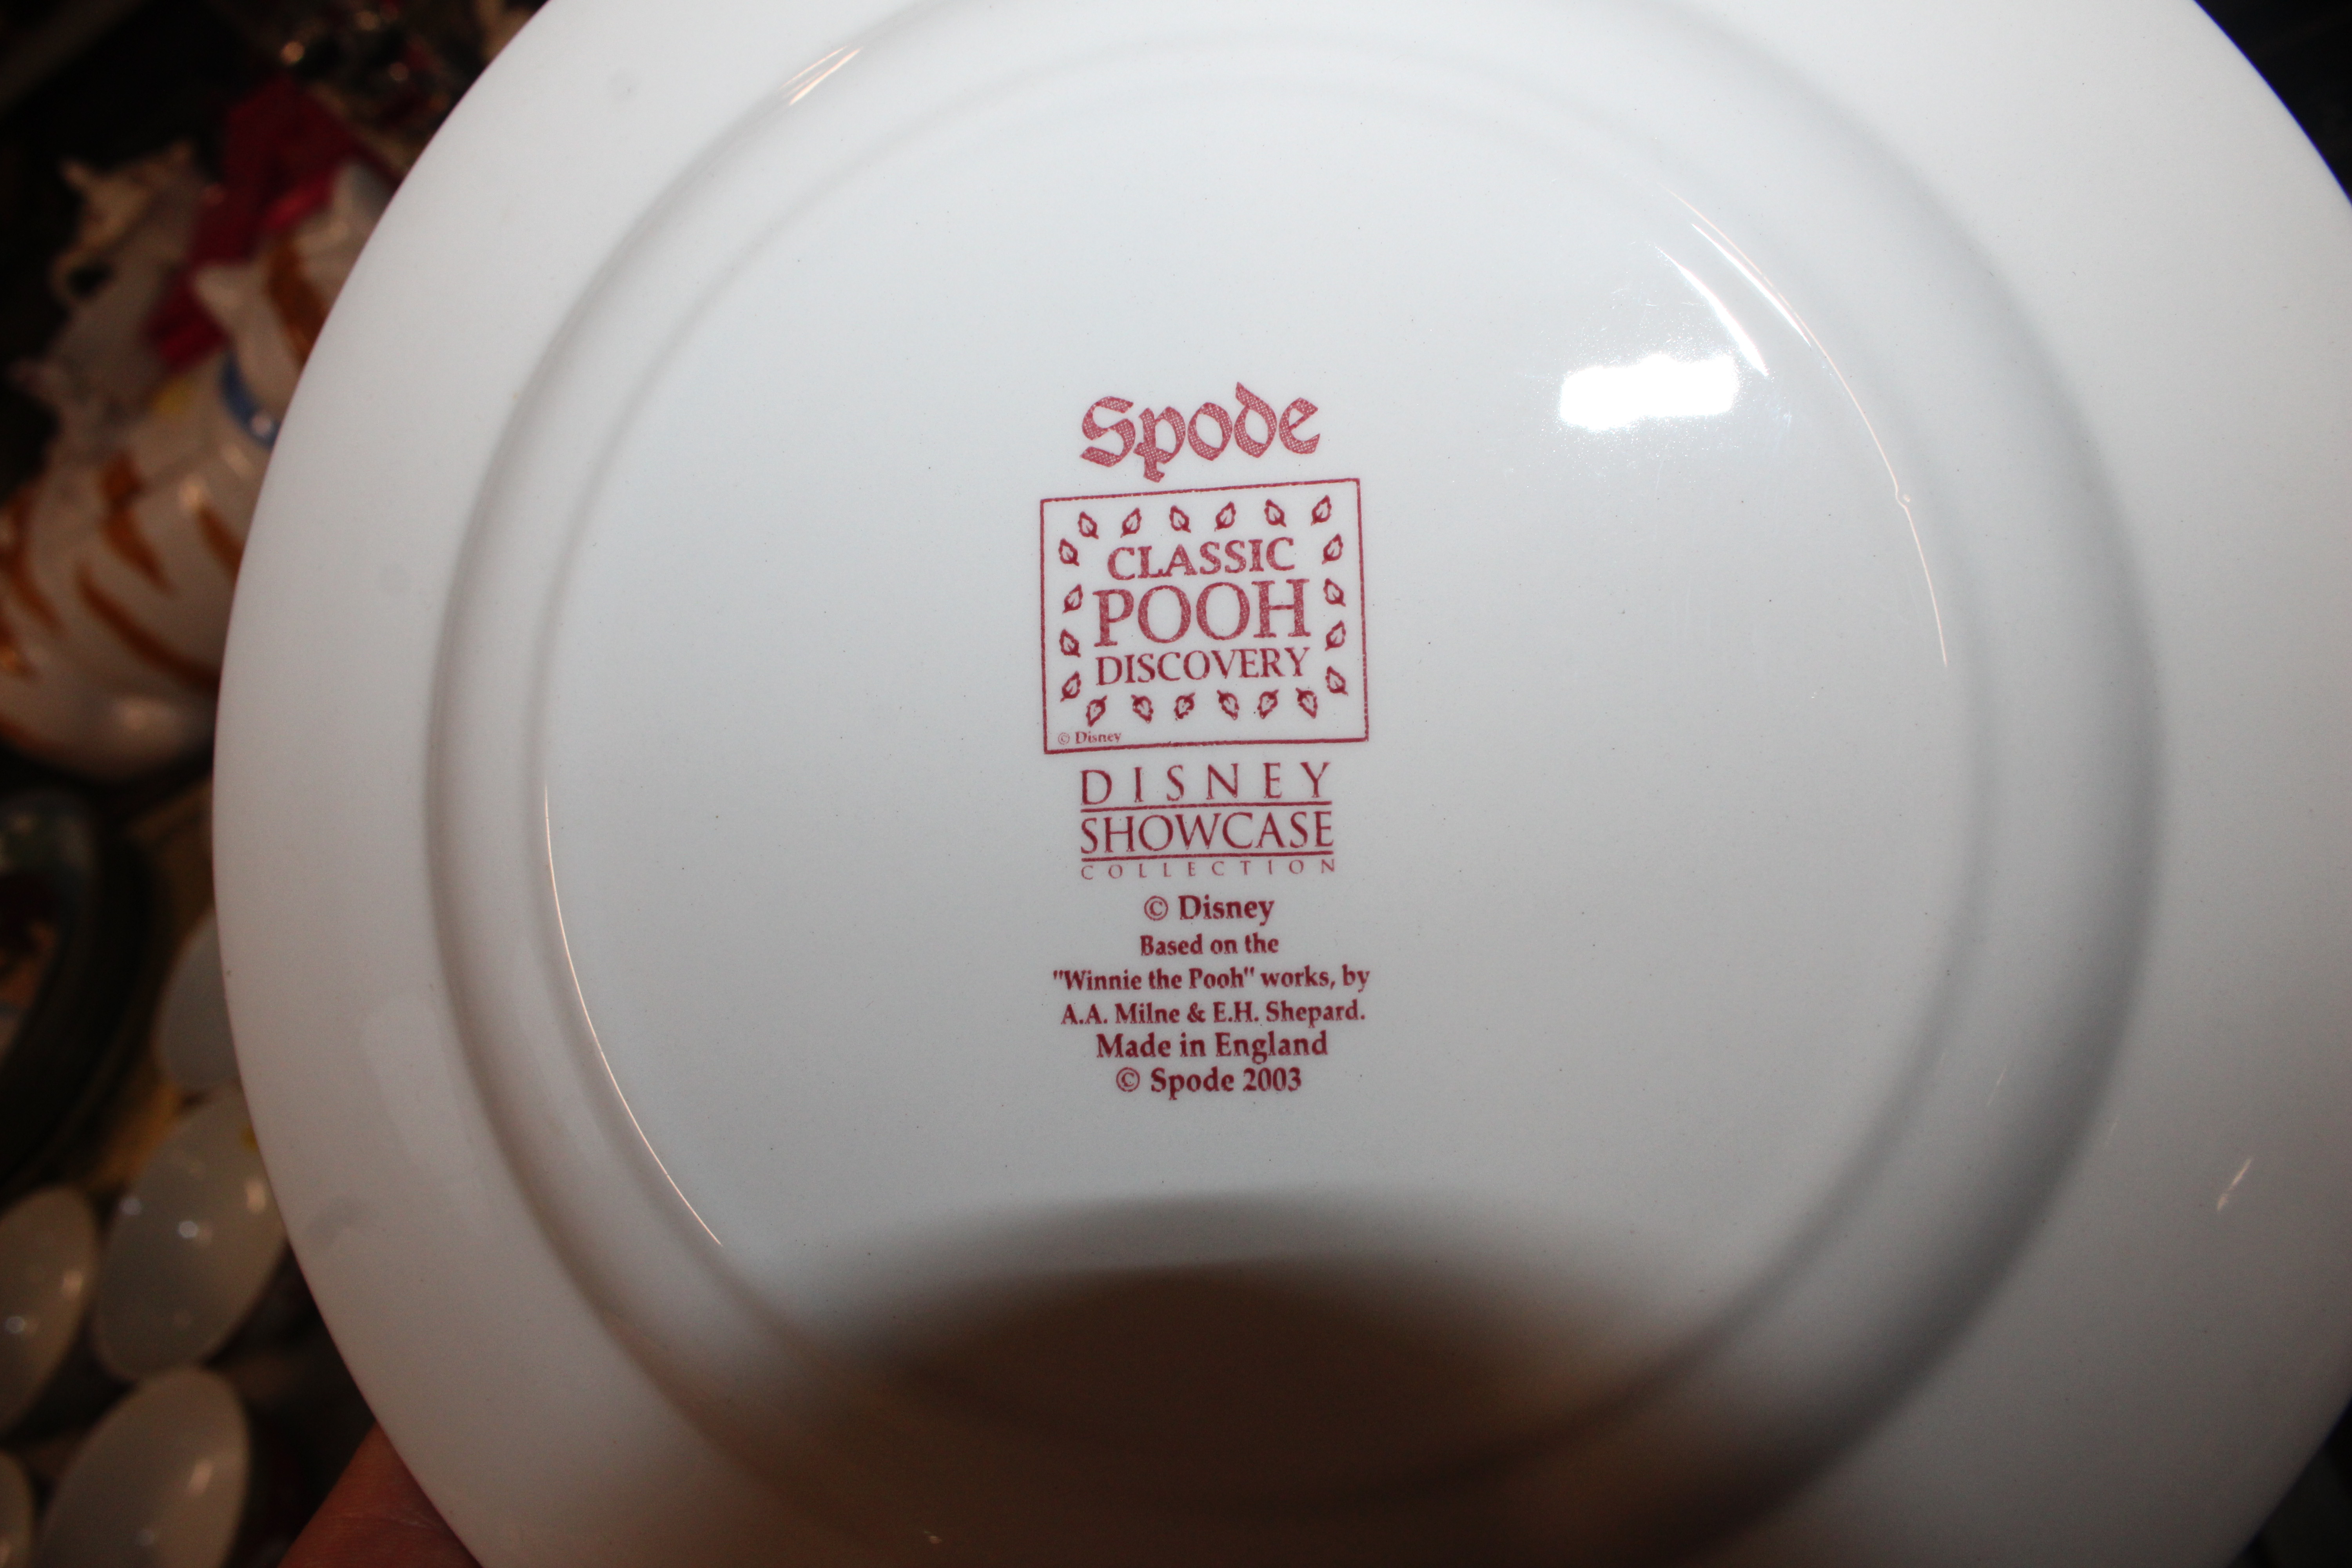 Spode
CLASSIC
POOH
DISCOVERY
© Disney
DISNEY
SHOWCASE
COLLECTION
© Disney
Based on the
"Winnie the Pooh" works, by
A.A. Milne & E.H. Shepard.
Made in England
© Spode 2003